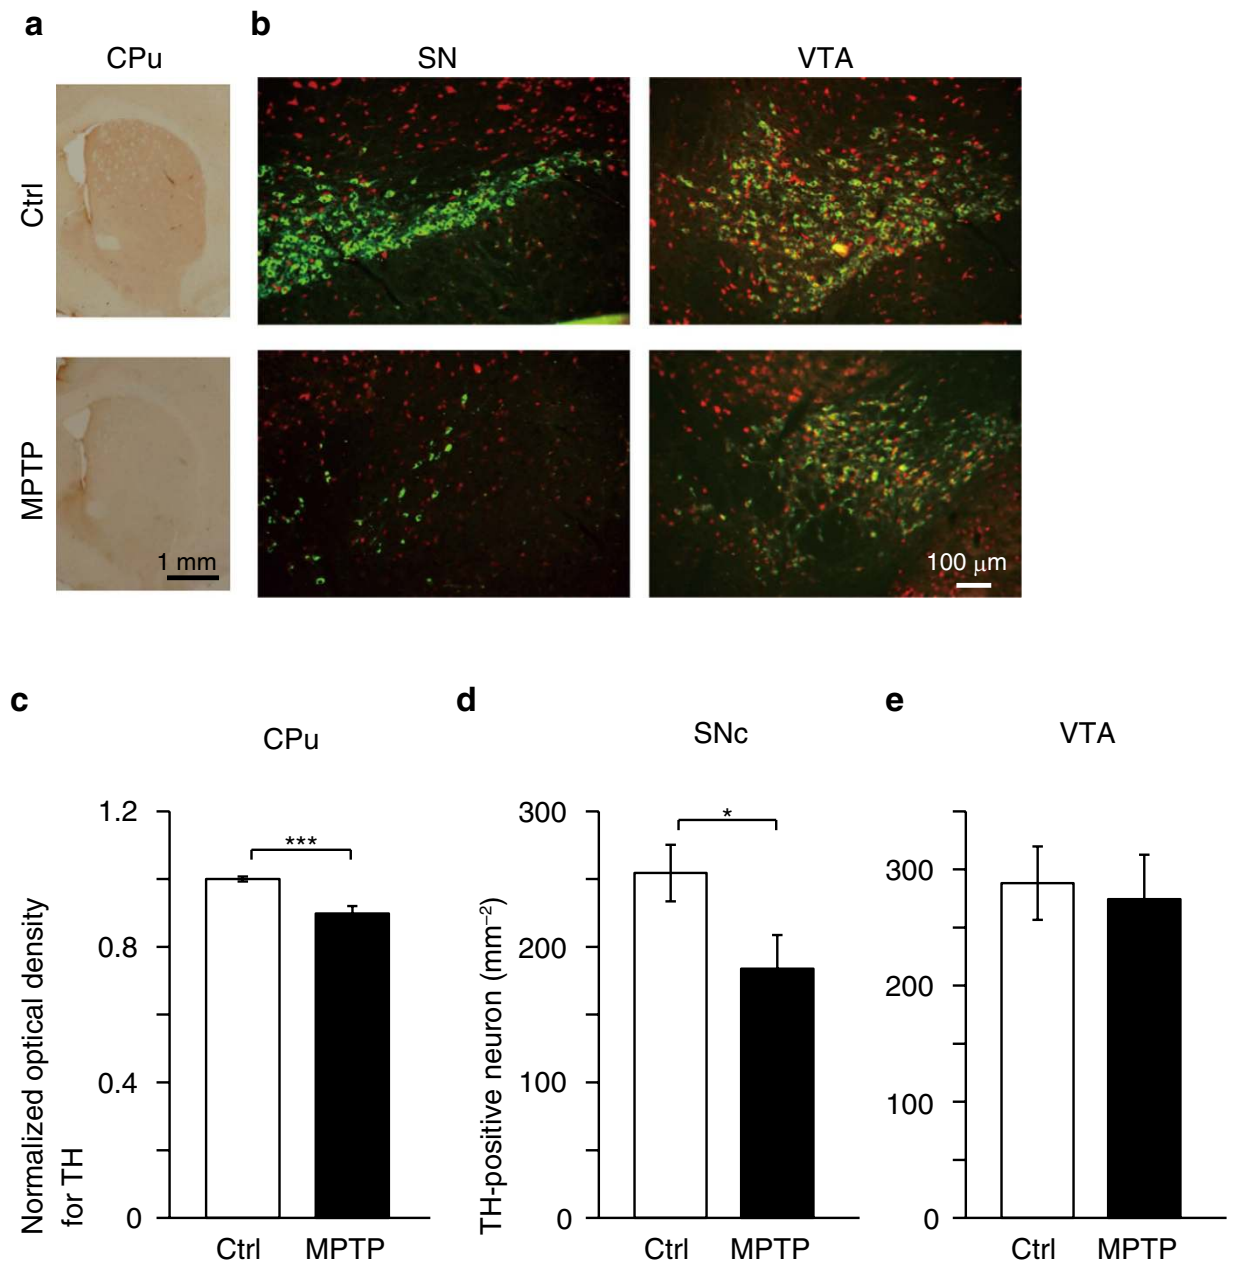 a
b
CPu
SN
VTA
Ctrl
MPTP
1 mm
100 μm
c
d
e
CPu
SNc
VTA
Normalized optical density
for TH
1.2
0.8
0.4
0
***
Ctrl
MPTP
TH-positive neuron (mm⁻²)
300
200
100
0
*
Ctrl
MPTP
300
200
100
0
Ctrl
MPTP